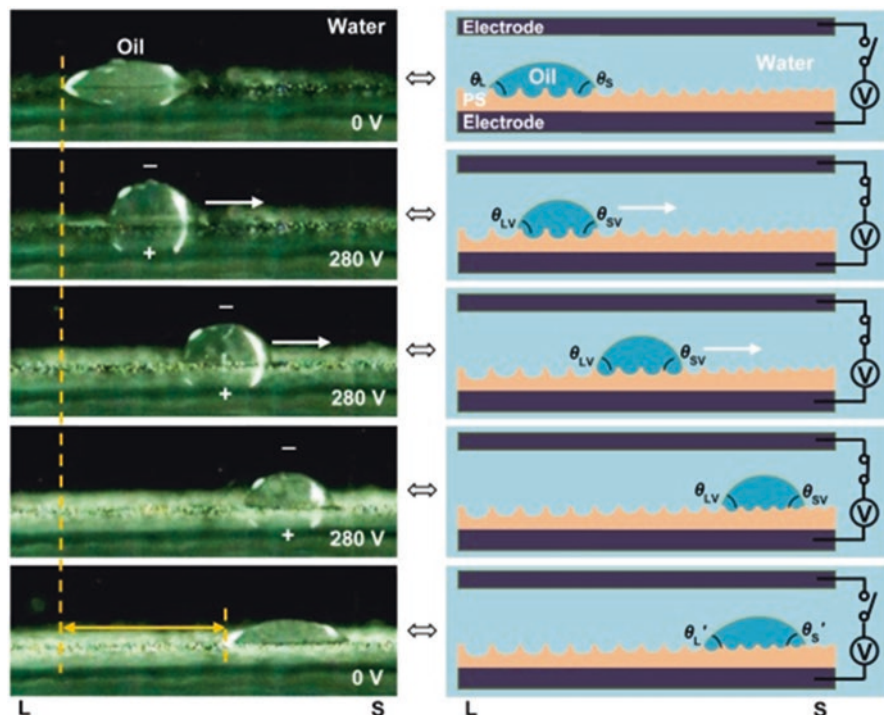 Water
Oil
0 V
Electrode
Water
θL Oil θS
PS
Electrode
V
−
+
280 V
θLV θSV
V
−
+
280 V
θLV θSV
V
−
+
280 V
θLV θSV
V
0 V
θL′ θS′
V
L S
L S